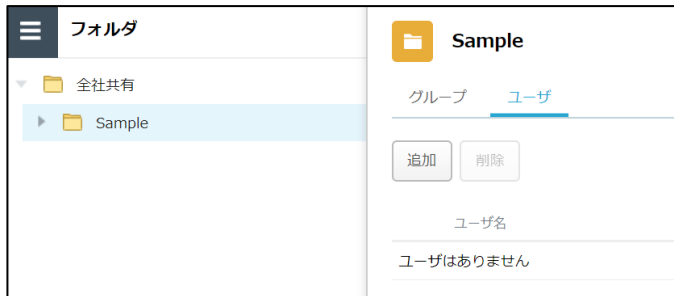 フォルダ
全社共有
Sample
Sample
グループ ユーザ
追加 削除
ユーザ名
ユーザはありません